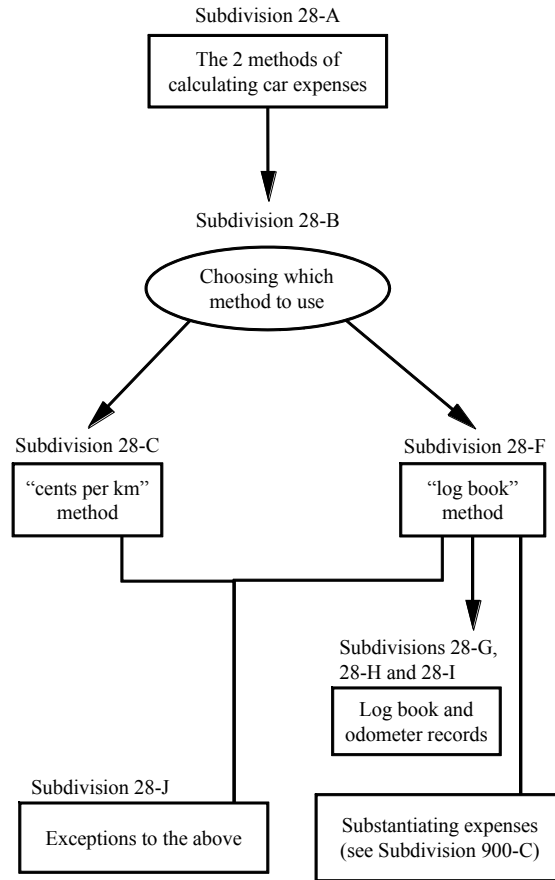 Subdivision 28-A
The 2 methods of
calculating car expenses
Subdivision 28-B
Choosing which
method to use
Subdivision 28-C
“cents per km”
method
Subdivision 28-F
“log book”
method
Subdivisions 28-G,
28-H and 28-I
Log book and
odometer records
Subdivision 28-J
Exceptions to the above
Substantiating expenses
(see Subdivision 900-C)